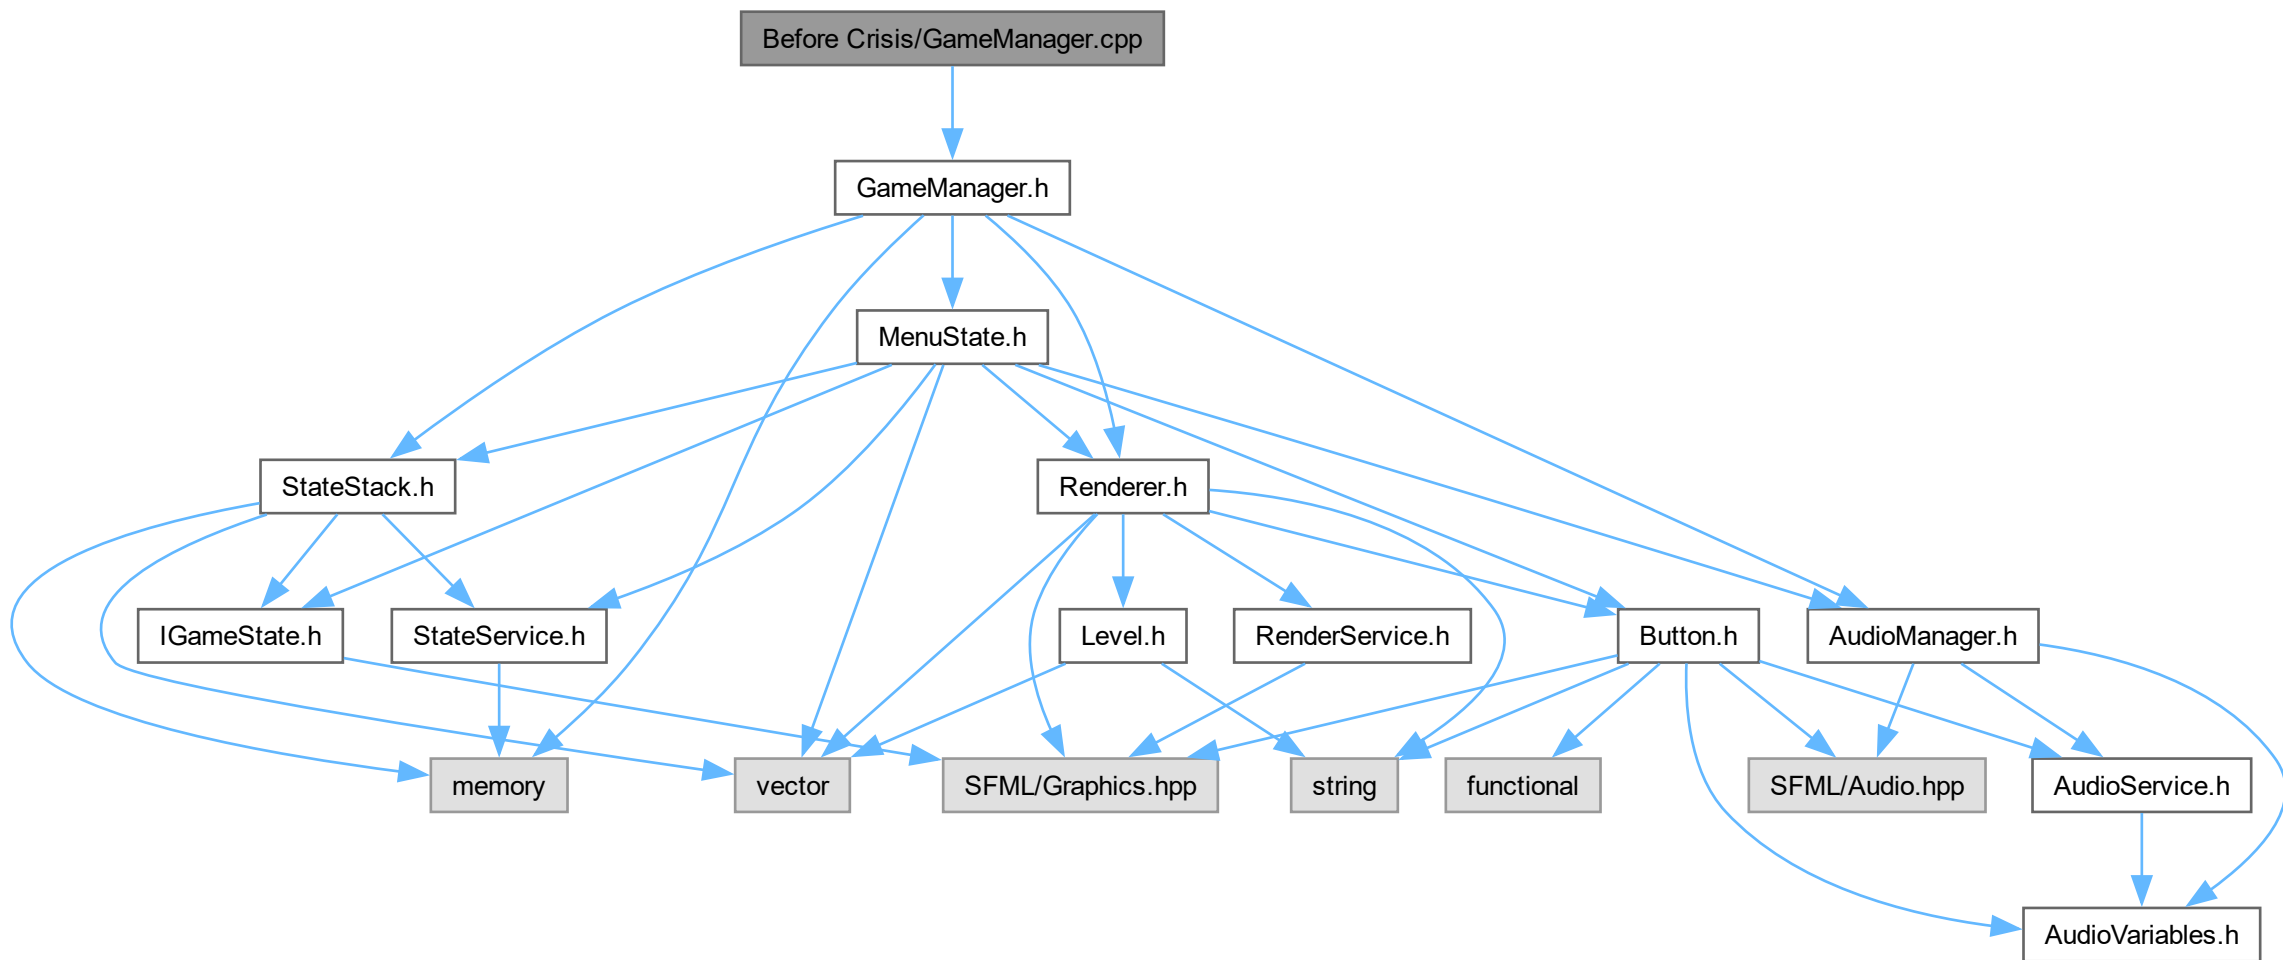 Before Crisis/GameManager.cpp
GameManager.h
MenuState.h
StateStack.h
Renderer.h
IGameState.h
StateService.h
Level.h
RenderService.h
Button.h
AudioManager.h
memory
vector
SFML/Graphics.hpp
string
functional
SFML/Audio.hpp
AudioService.h
AudioVariables.h